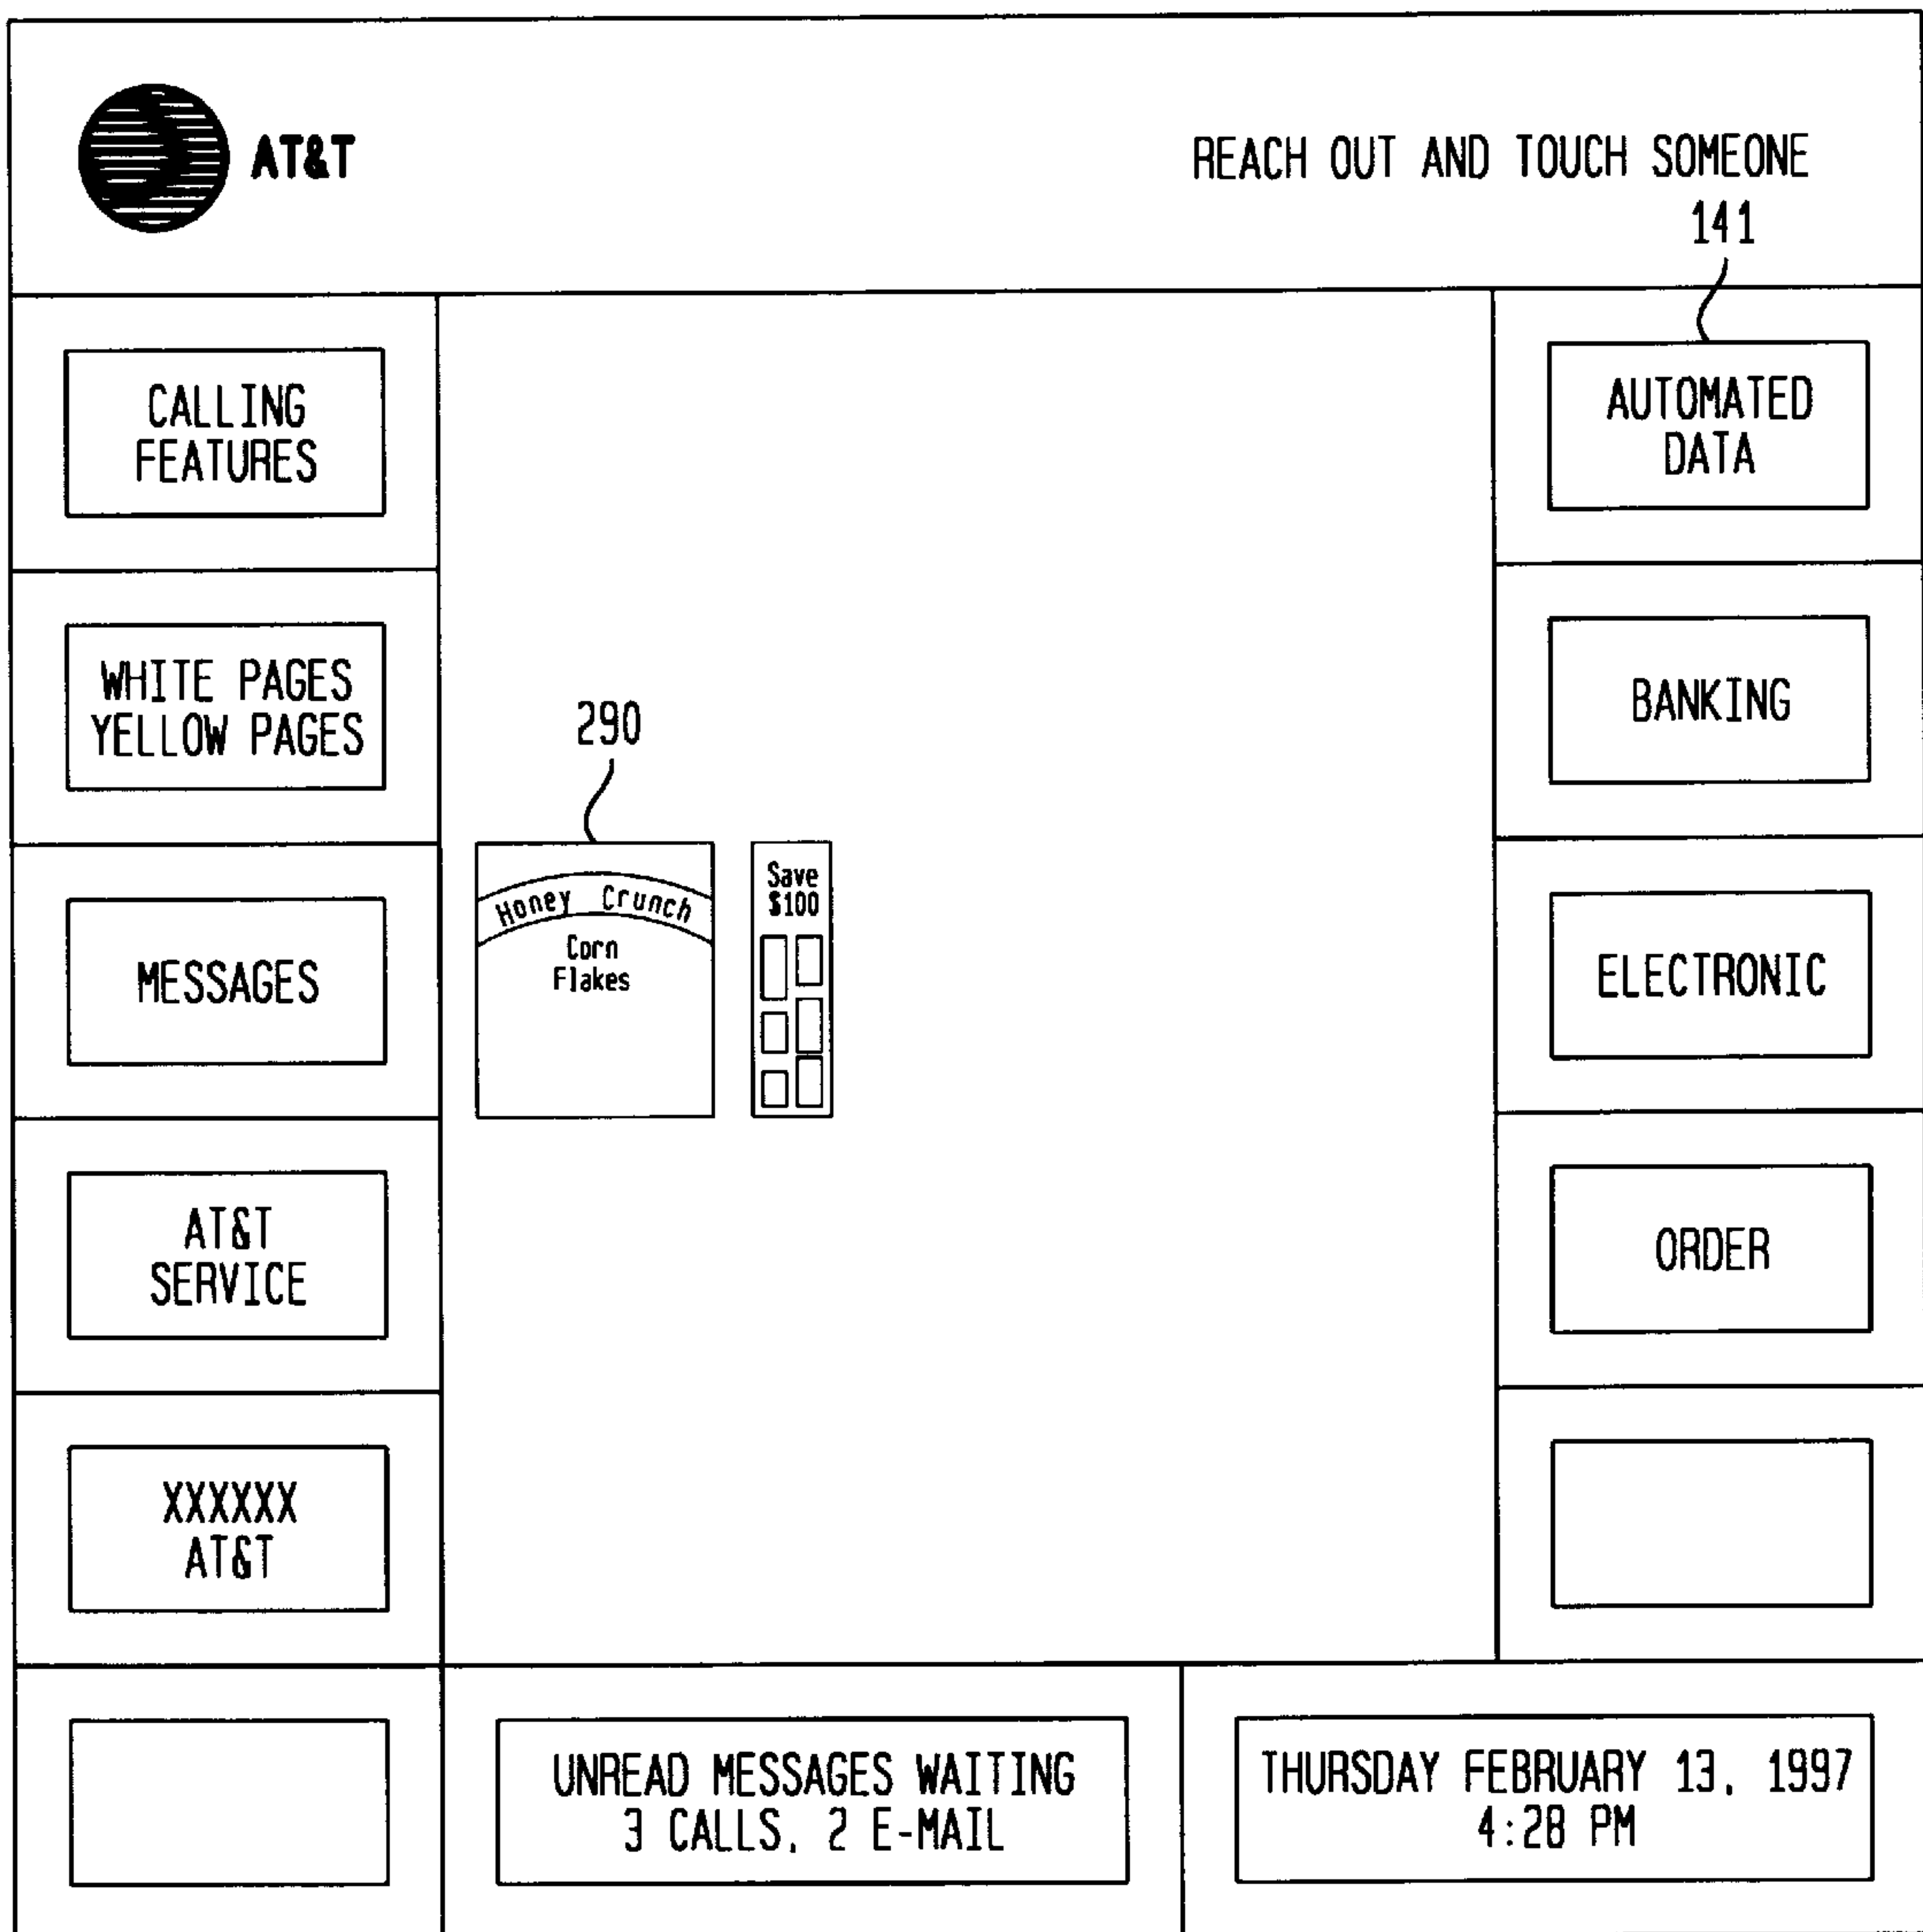 AT&T
REACH OUT AND TOUCH SOMEONE
141
CALLING
FEATURES
AUTOMATED
DATA
WHITE PAGES
YELLOW PAGES
BANKING
290
MESSAGES
Honey Crunch
Corn
Flakes
Save
$100
ELECTRONIC
AT&T
SERVICE
ORDER
XXXXXX
AT&T
UNREAD MESSAGES WAITING
3 CALLS, 2 E-MAIL
THURSDAY FEBRUARY 13, 1997
4:28 PM